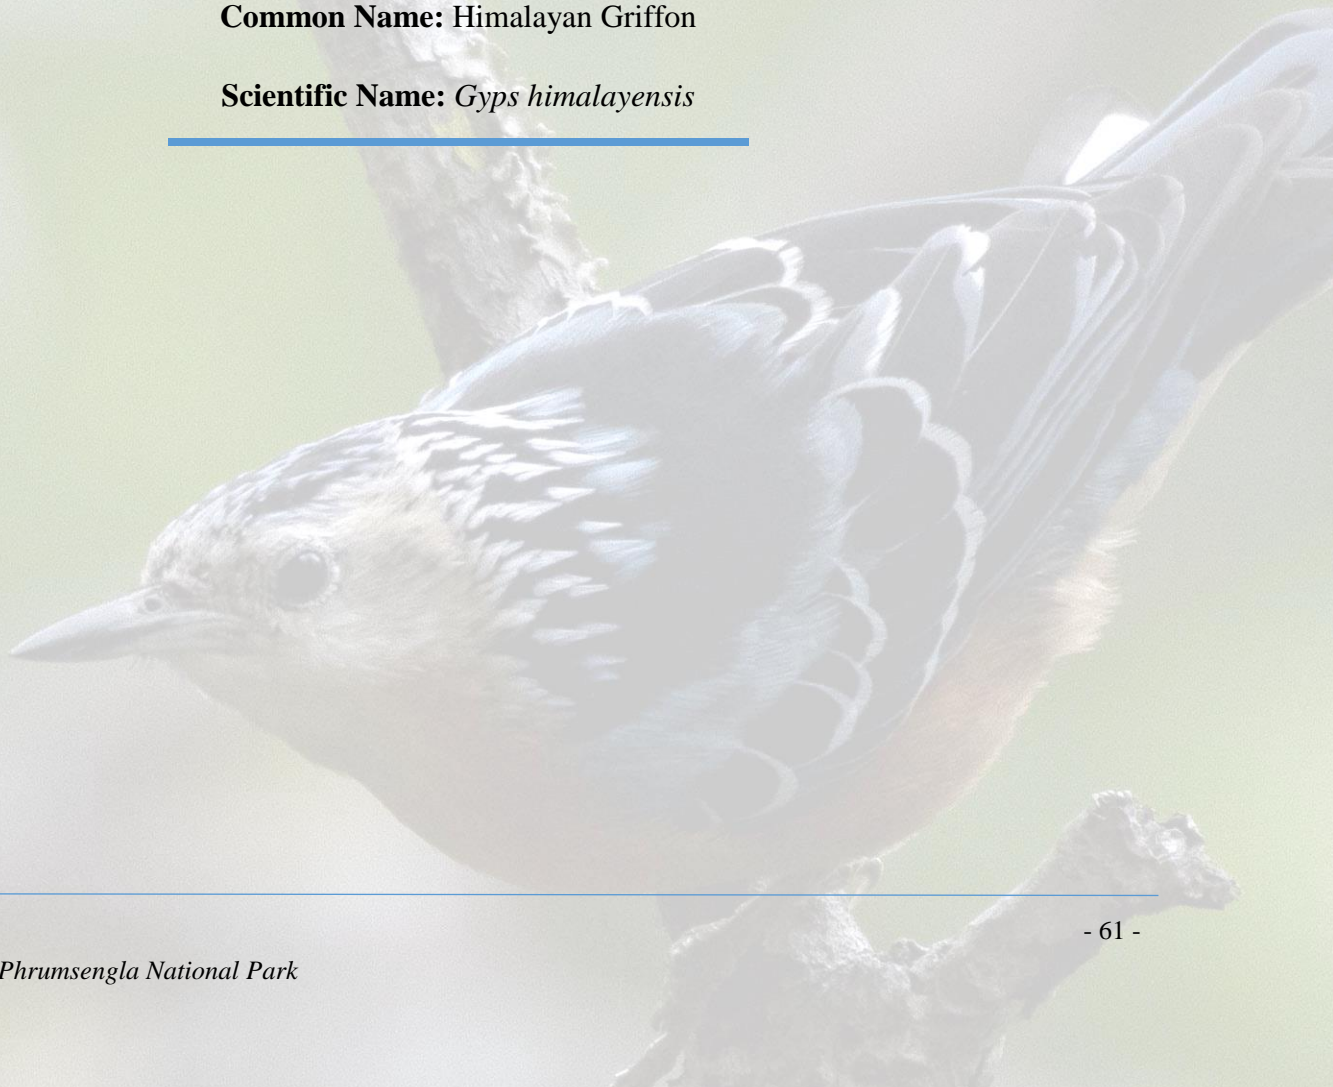 Common Name: Himalayan Griffon
Scientific Name: Gyps himalayensis
- 61 -
Phrumsengla National Park